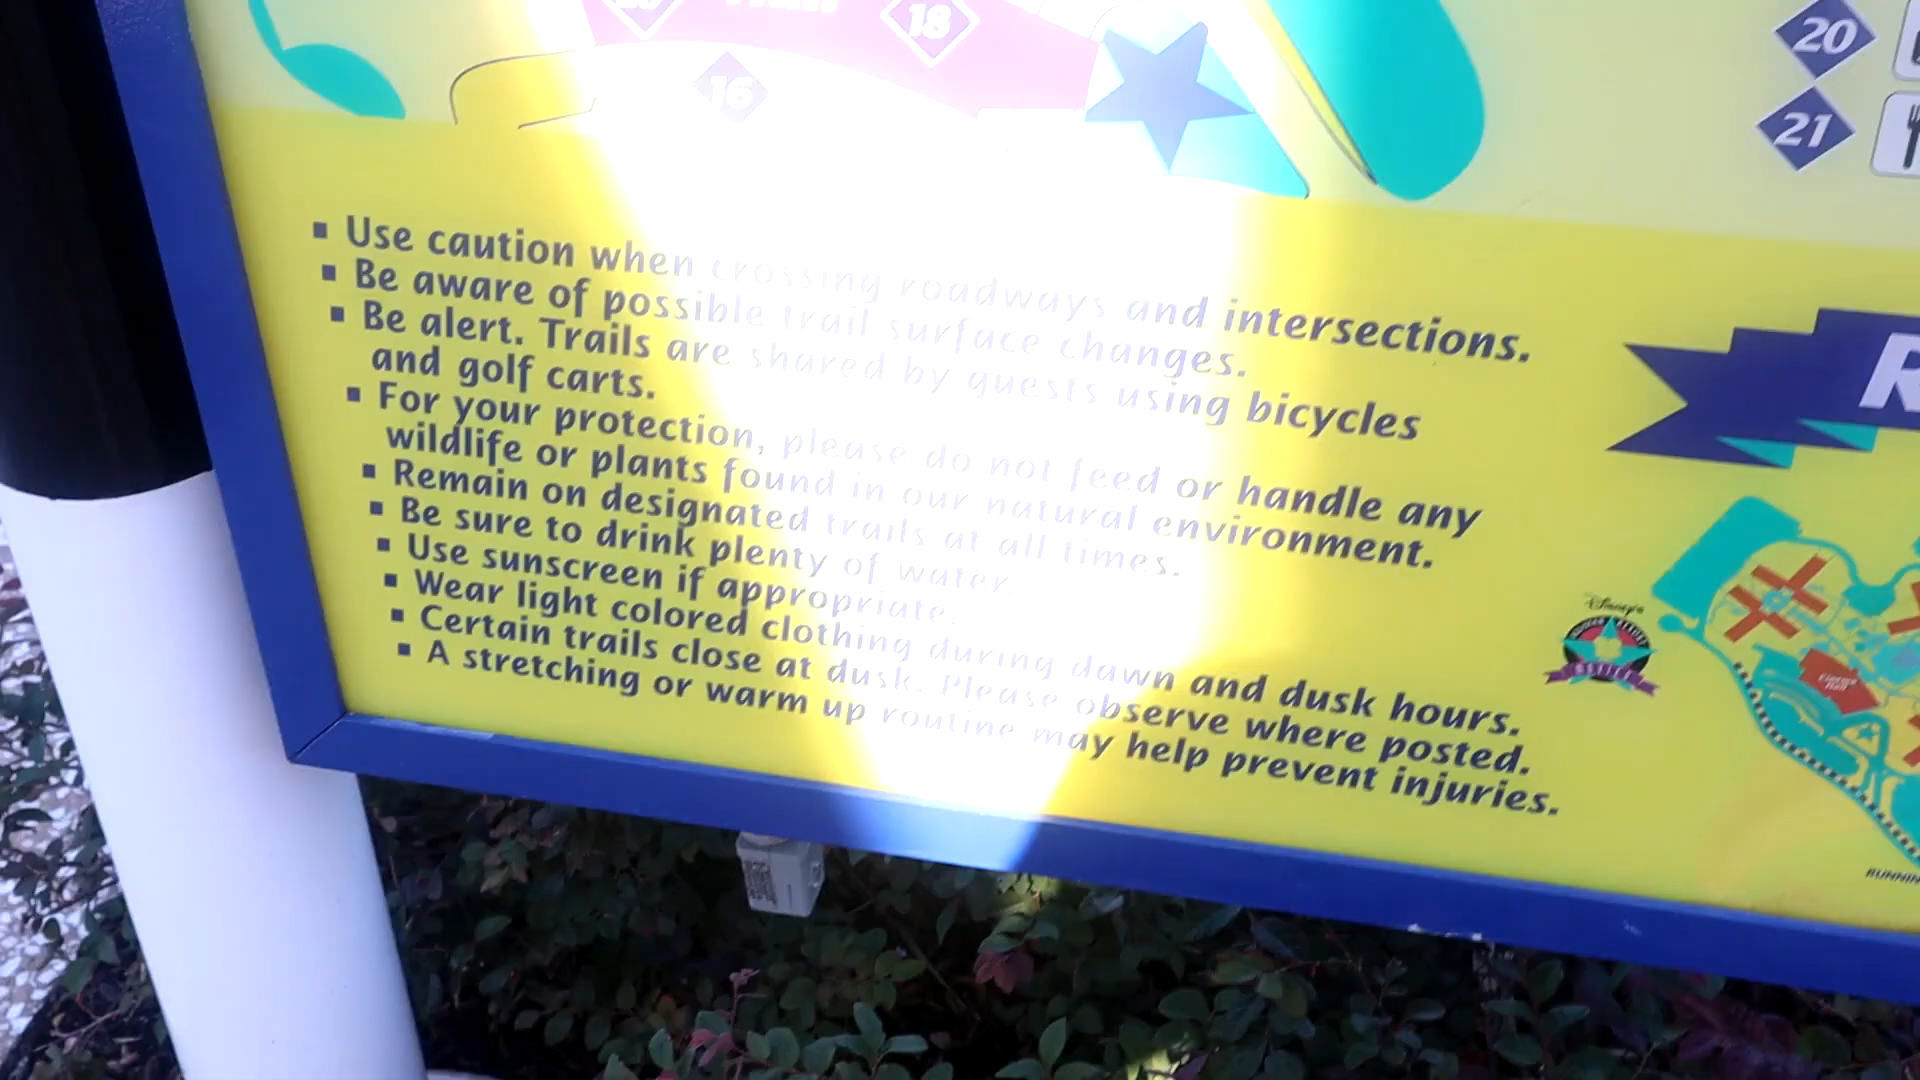 18
16
20
21
▪ Use caution when crossing roadways and intersections.
▪ Be aware of possible trail surface changes.
▪ Be alert. Trails are shared by guests using bicycles
and golf carts.
▪ For your protection, please do not feed or handle any
wildlife or plants found in our natural environment.
▪ Remain on designated trails at all times.
▪ Be sure to drink plenty of water.
▪ Use sunscreen if appropriate.
▪ Wear light colored clothing during dawn and dusk hours.
▪ Certain trails close at dusk. Please observe where posted.
▪ A stretching or warm up routine may help prevent injuries.
R
Disney's
RUNNIN